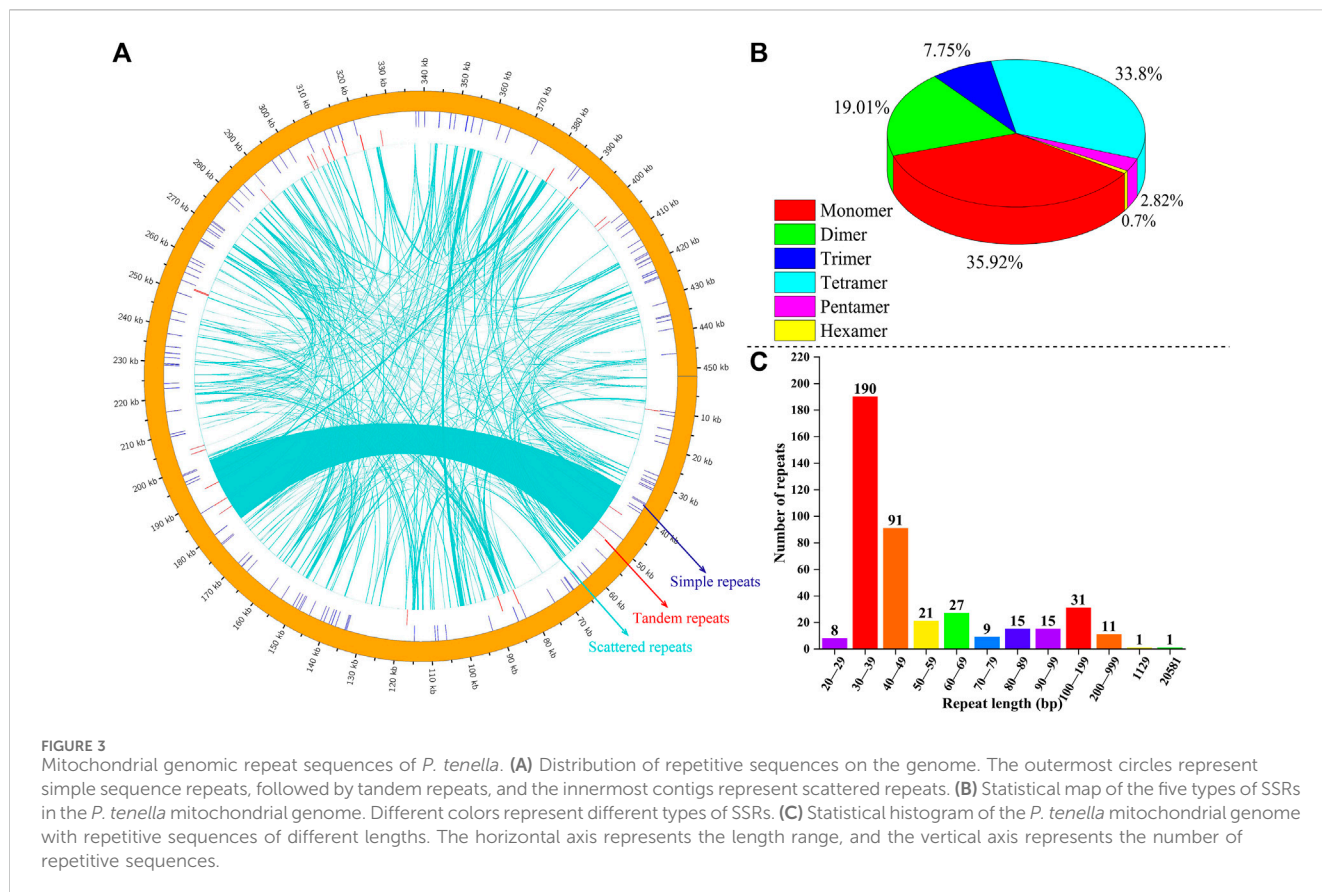 A
340 kb
350 kb
360 kb
370 kb
380 kb
390 kb
400 kb
410 kb
420 kb
430 kb
440 kb
450 kb
10 kb
20 kb
30 kb
40 kb
50 kb
60 kb
70 kb
80 kb
90 kb
100 kb
110 kb
120 kb
130 kb
140 kb
150 kb
160 kb
170 kb
180 kb
190 kb
200 kb
210 kb
220 kb
230 kb
240 kb
250 kb
260 kb
270 kb
280 kb
290 kb
300 kb
310 kb
320 kb
330 kb
Simple repeats
Tandem repeats
Scattered repeats
B
7.75%
33.8%
19.01%
2.82%
0.7%
35.92%
Monomer
Dimer
Trimer
Tetramer
Pentamer
Hexamer
C
Number of repeats
220
200
180
160
140
120
100
80
60
40
20
0
8
190
91
21
27
9
15
15
31
11
1
1
20—29
30—39
40—49
50—59
60—69
70—79
80—89
90—99
100—199
200—999
1129
20581
Repeat length (bp)
FIGURE 3
Mitochondrial genomic repeat sequences of P. tenella. (A) Distribution of repetitive sequences on the genome. The outermost circles represent
simple sequence repeats, followed by tandem repeats, and the innermost contigs represent scattered repeats. (B) Statistical map of the five types of SSRs
in the P. tenella mitochondrial genome. Different colors represent different types of SSRs. (C) Statistical histogram of the P. tenella mitochondrial genome
with repetitive sequences of different lengths. The horizontal axis represents the length range, and the vertical axis represents the number of
repetitive sequences.